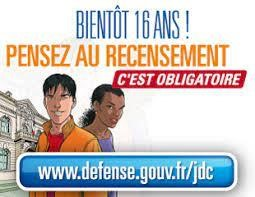 BIENTÔT 16 ANS !
PENSEZ AU RECENSEMENT
C'EST OBLIGATOIRE
www.defense.gouv.fr/jdc